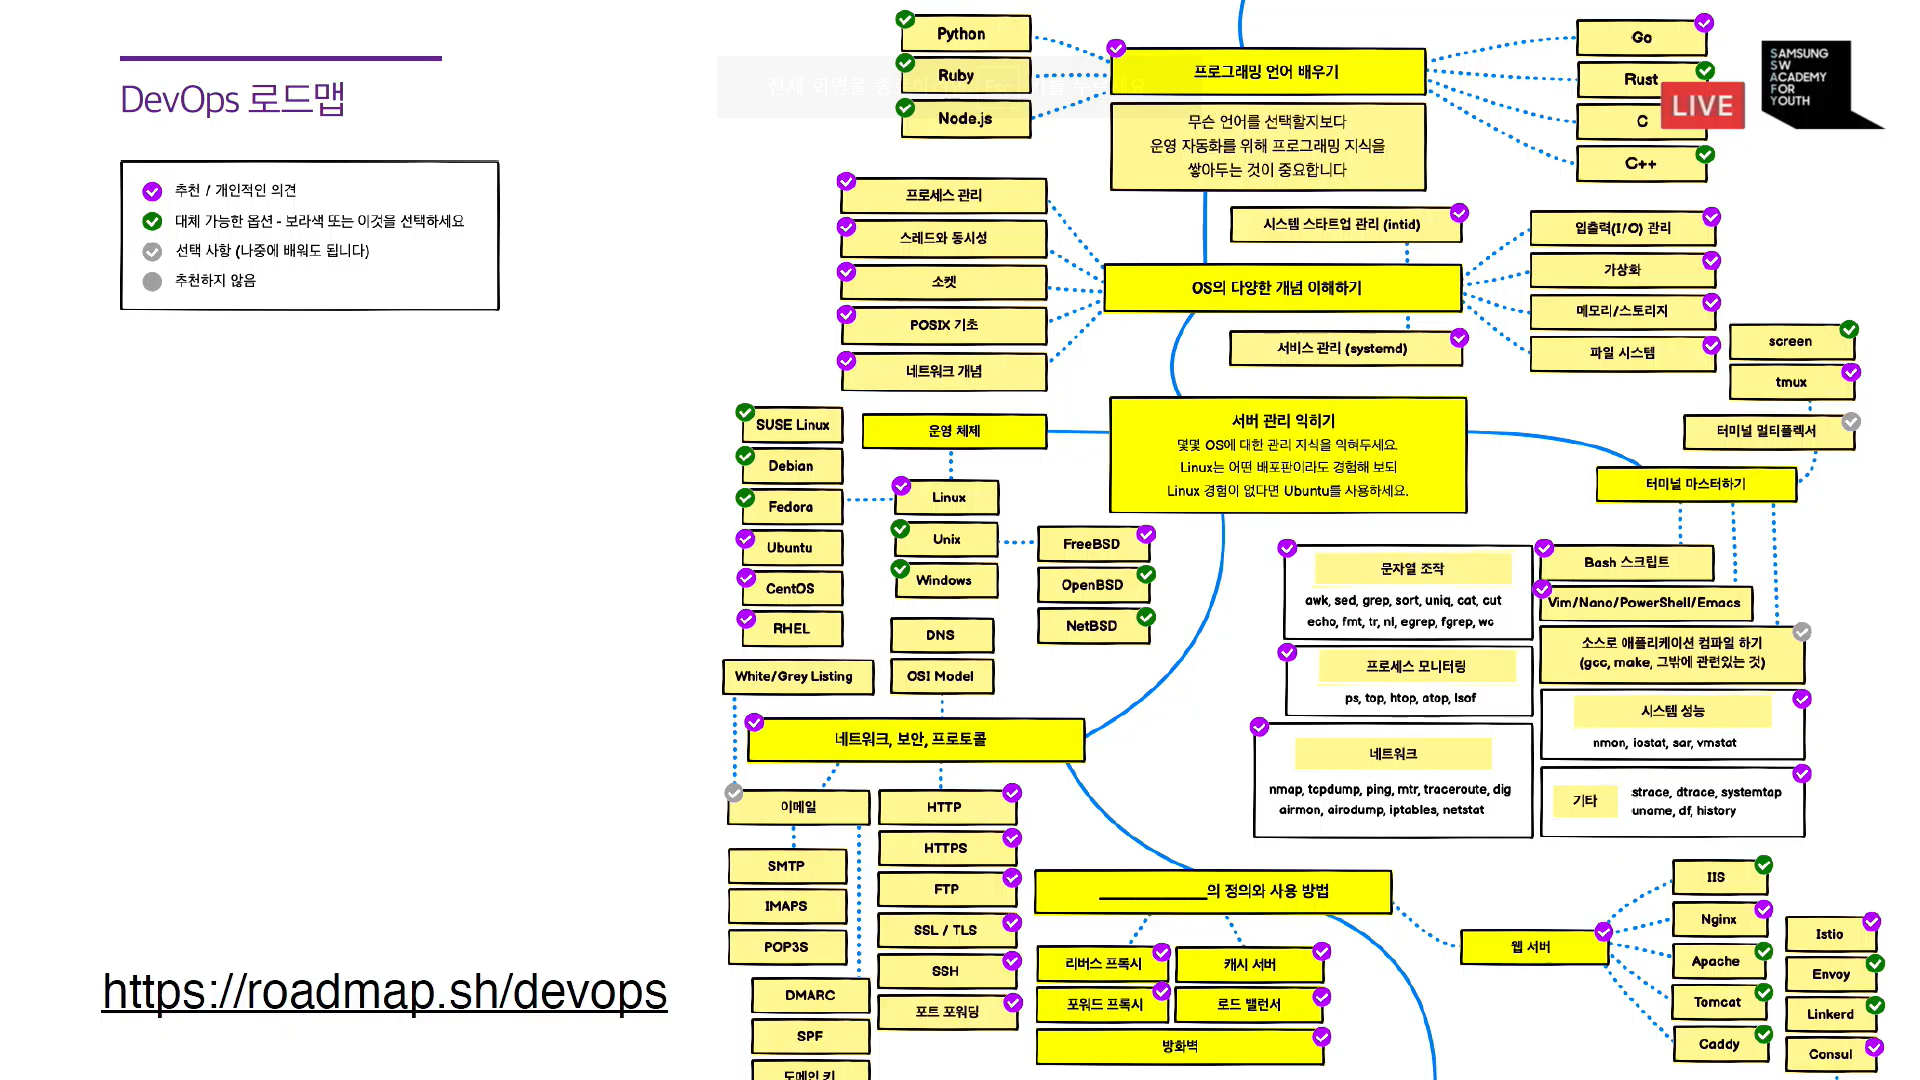 DevOps 로드맵
추천 / 개인적인 의견
대체 가능한 옵션 - 보라색 또는 이것을 선택하세요
선택 사항 (나중에 배워도 됩니다)
추천하지 않음
https://roadmap.sh/devops
Python
Ruby
Node.js
프로그래밍 언어 배우기
무슨 언어를 선택할지보다
운영 자동화를 위해 프로그래밍 지식을
쌓아두는 것이 중요합니다
Go
Rust
C
C++
LIVE
SAMSUNG
SW
ACADEMY
FOR
YOUTH
프로세스 관리
스레드와 동시성
소켓
POSIX 기초
네트워크 개념
시스템 스타트업 관리 (intid)
OS의 다양한 개념 이해하기
서비스 관리 (systemd)
입출력(I/O) 관리
가상화
메모리/스토리지
파일 시스템
screen
tmux
터미널 멀티플렉서
터미널 마스터하기
서버 관리 익히기
몇몇 OS에 대한 관리 지식을 익혀두세요.
Linux는 어떤 배포판이라도 경험해 보되
Linux 경험이 없다면 Ubuntu를 사용하세요.
운영 체제
SUSE Linux
Debian
Fedora
Ubuntu
CentOS
RHEL
Linux
Unix
Windows
FreeBSD
OpenBSD
NetBSD
DNS
OSI Model
White/Grey Listing
네트워크, 보안, 프로토콜
문자열 조작
awk, sed, grep, sort, uniq, cat, cut
echo, fmt, tr, nl, egrep, fgrep, wc
프로세스 모니터링
ps, top, htop, atop, lsof
네트워크
nmap, tcpdump, ping, mtr, traceroute, dig
airmon, airodump, iptables, netstat
Bash 스크립트
Vim/Nano/PowerShell/Emacs
소스로 애플리케이션 컴파일 하기
(gcc, make, 그밖에 관련있는 것)
시스템 성능
nmon, iostat, sar, vmstat
기타
strace, dtrace, systemtap
uname, df, history
이메일
SMTP
IMAPS
POP3S
DMARC
SPF
도메인 키
HTTP
HTTPS
FTP
SSL / TLS
SSH
포트 포워딩
____________의 정의와 사용 방법
리버스 프록시
캐시 서버
포워드 프록시
로드 밸런서
방화벽
웹 서버
IIS
Nginx
Apache
Tomcat
Caddy
Istio
Envoy
Linkerd
Consul